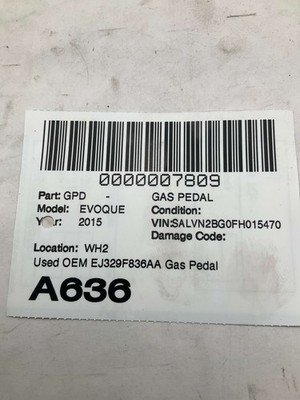 0000007809
Part: GPD - GAS PEDAL
Model: EVOQUE Condition:
Year: 2015 VIN:SALVN2BG0FH015470
Damage Code:
Location: WH2
Used OEM EJ329F836AA Gas Pedal
A636